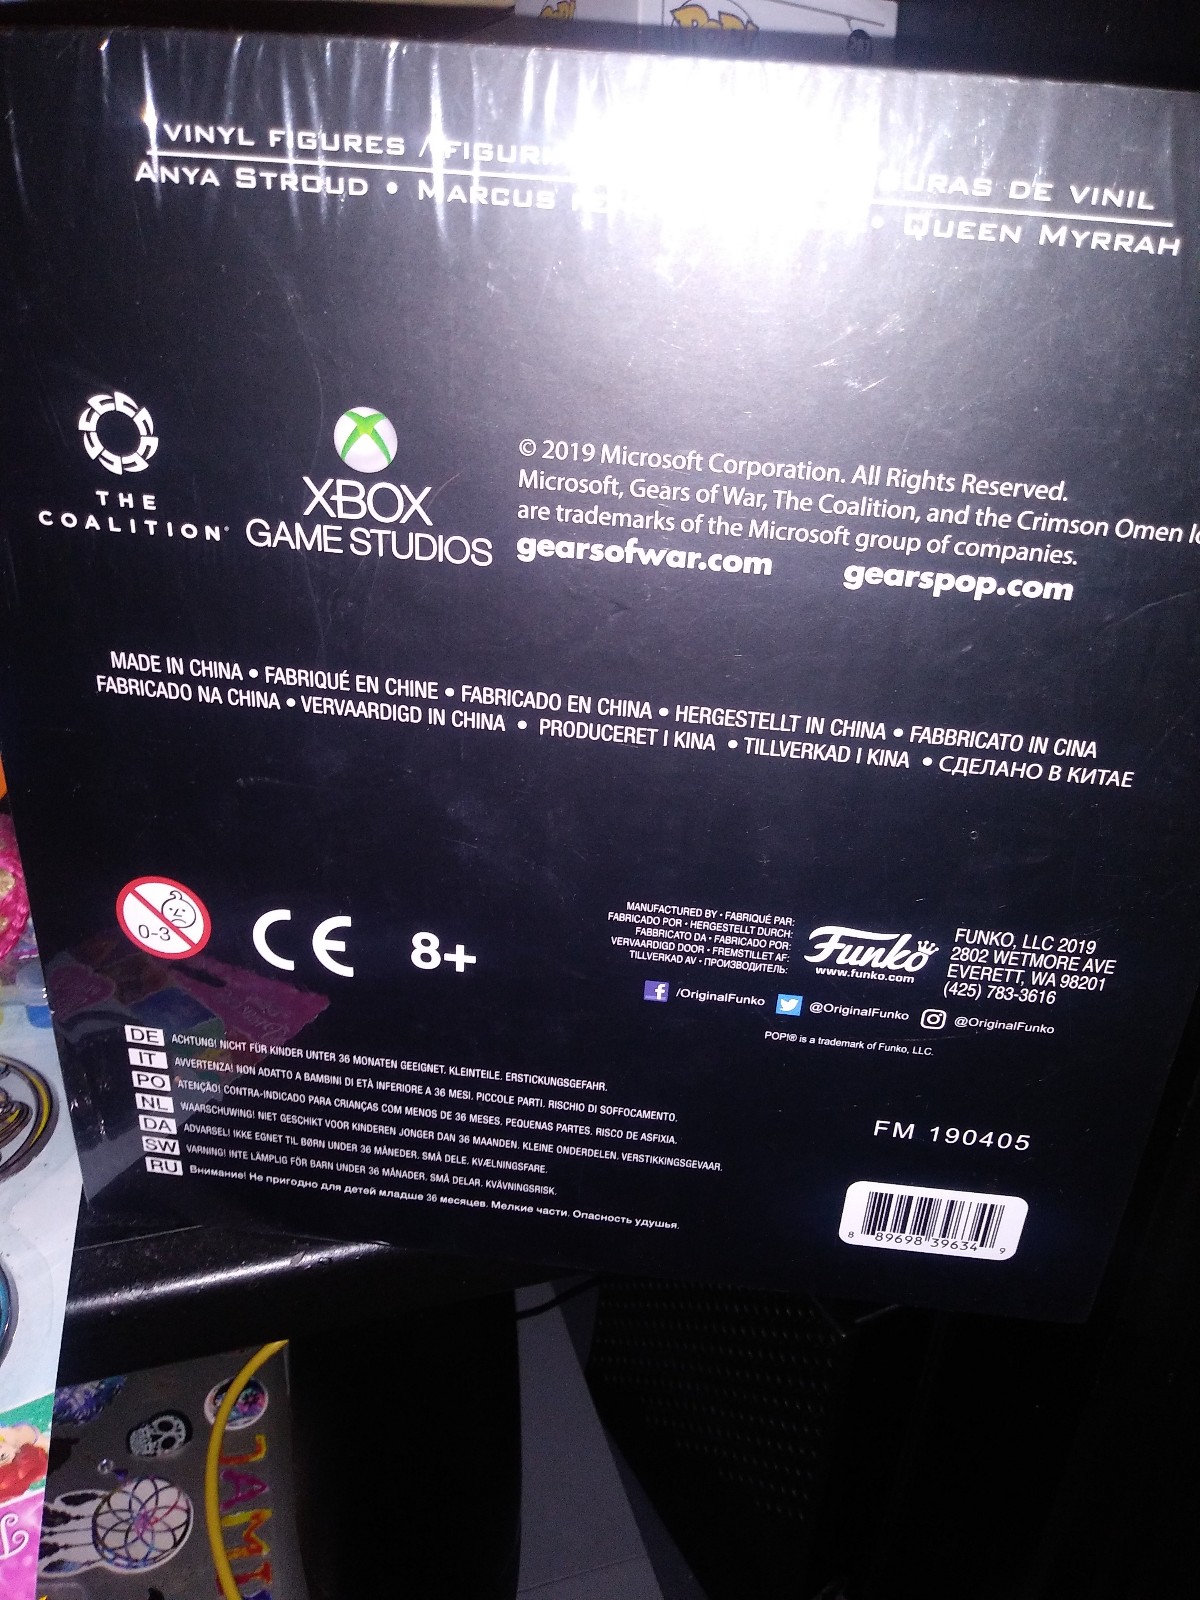 POP!
VINYL FIGURES / FIGURI URAS DE VINIL
ANYA STROUD • MARCUS • QUEEN MYRRAH
THE
COALITION
XBOX
GAME STUDIOS
© 2019 Microsoft Corporation. All Rights Reserved.
Microsoft, Gears of War, The Coalition, and the Crimson Omen lo
are trademarks of the Microsoft group of companies.
gearsofwar.com gearspop.com
MADE IN CHINA • FABRIQUÉ EN CHINE • FABRICADO EN CHINA • HERGESTELLT IN CHINA • FABBRICATO IN CINA
FABRICADO NA CHINA • VERVAARDIGD IN CHINA • PRODUCERET I KINA • TILLVERKAD I KINA • СДЕЛАНО В КИТАЕ
0-3
CE 8+
MANUFACTURED BY • FABRIQUÉ PAR:
FABRICADO POR • HERGESTELLT DURCH:
FABBRICATO DA • FABRICADO POR:
VERVAARDIGD DOOR • FREMSTILLET AF:
TILLVERKAD AV • ПРОИЗВОДИТЕЛЬ:
Funko
www.funko.com
FUNKO, LLC 2019
2802 WETMORE AVE
EVERETT, WA 98201
(425) 783-3616
/OriginalFunko @OriginalFunko @OriginalFunko
POP!® is a trademark of Funko, LLC.
DE ACHTUNG! NICHT FÜR KINDER UNTER 36 MONATEN GEEIGNET. KLEINTEILE. ERSTICKUNGSGEFAHR.
IT AVVERTENZA! NON ADATTO A BAMBINI DI ETÀ INFERIORE A 36 MESI. PICCOLE PARTI. RISCHIO DI SOFFOCAMENTO.
PO ATENÇÃO! CONTRA-INDICADO PARA CRIANÇAS COM MENOS DE 36 MESES. PEQUENAS PARTES. RISCO DE ASFIXIA.
NL WAARSCHUWING! NIET GESCHIKT VOOR KINDEREN JONGER DAN 36 MAANDEN. KLEINE ONDERDELEN. VERSTIKKINGSGEVAAR.
DA ADVARSEL! IKKE EGNET TIL BØRN UNDER 36 MÅNEDER. SMÅ DELE. KVÆLNINGSFARE.
SW VARNING! INTE LÄMPLIG FÖR BARN UNDER 36 MÅNADER. SMÅ DELAR. KVÄVNINGSRISK.
RU Внимание! Не пригодно для детей младше 36 месяцев. Мелкие части. Опасность удушья.
FM 190405
8 89698 39634 9